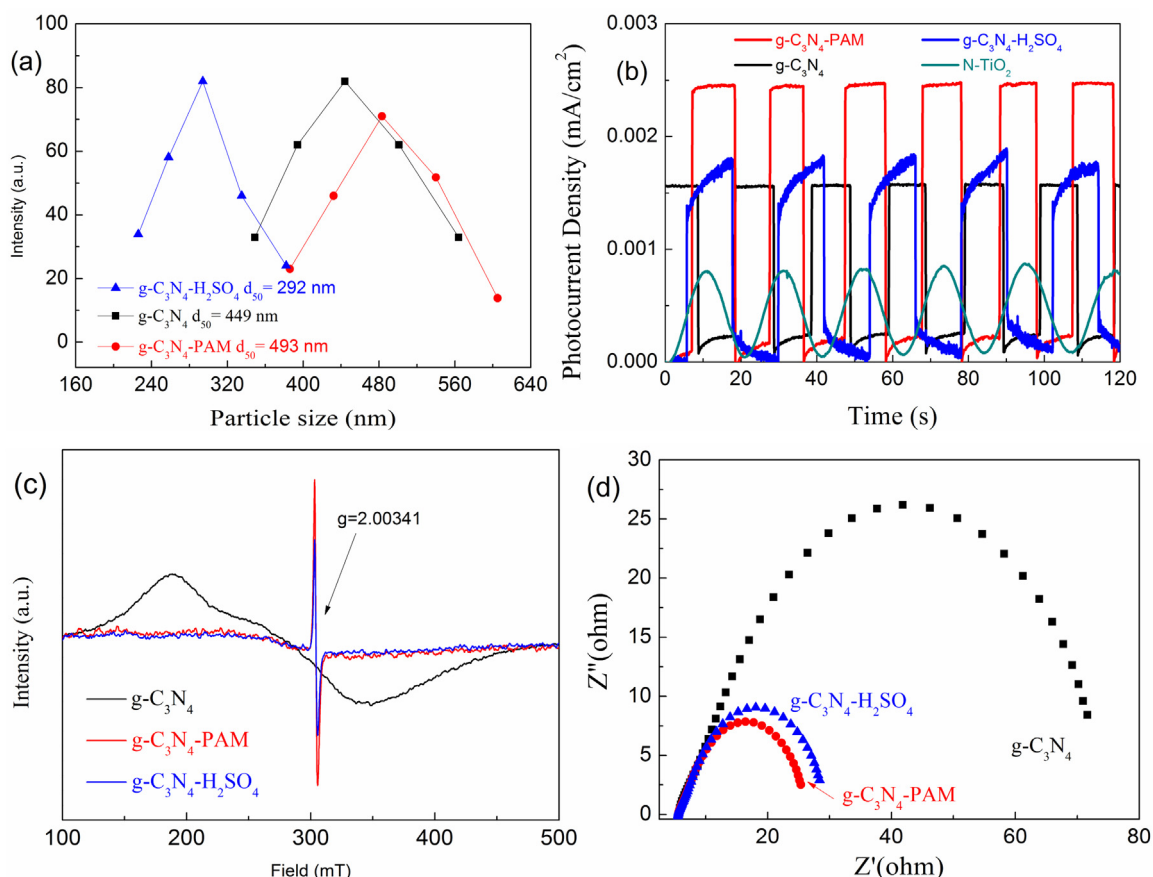 (a)
100
80
60
40
20
0
Intensity (a.u.)
g-C₃N₄-H₂SO₄ d₅₀= 292 nm
g-C₃N₄ d₅₀= 449 nm
g-C₃N₄-PAM d₅₀= 493 nm
160 240 320 400 480 560 640
Particle size (nm)
(b)
0.003
0.002
0.001
0.000
Photocurrent Density (mA/cm²)
g-C₃N₄-PAM g-C₃N₄-H₂SO₄
g-C₃N₄ N-TiO₂
0 20 40 60 80 100 120
Time (s)
(c)
Intensity (a.u.)
g=2.00341
g-C₃N₄
g-C₃N₄-PAM
g-C₃N₄-H₂SO₄
100 200 300 400 500
Field (mT)
(d)
30
25
20
15
10
5
0
Z''(ohm)
g-C₃N₄-H₂SO₄
g-C₃N₄
g-C₃N₄-PAM
20 40 60 80
Z'(ohm)